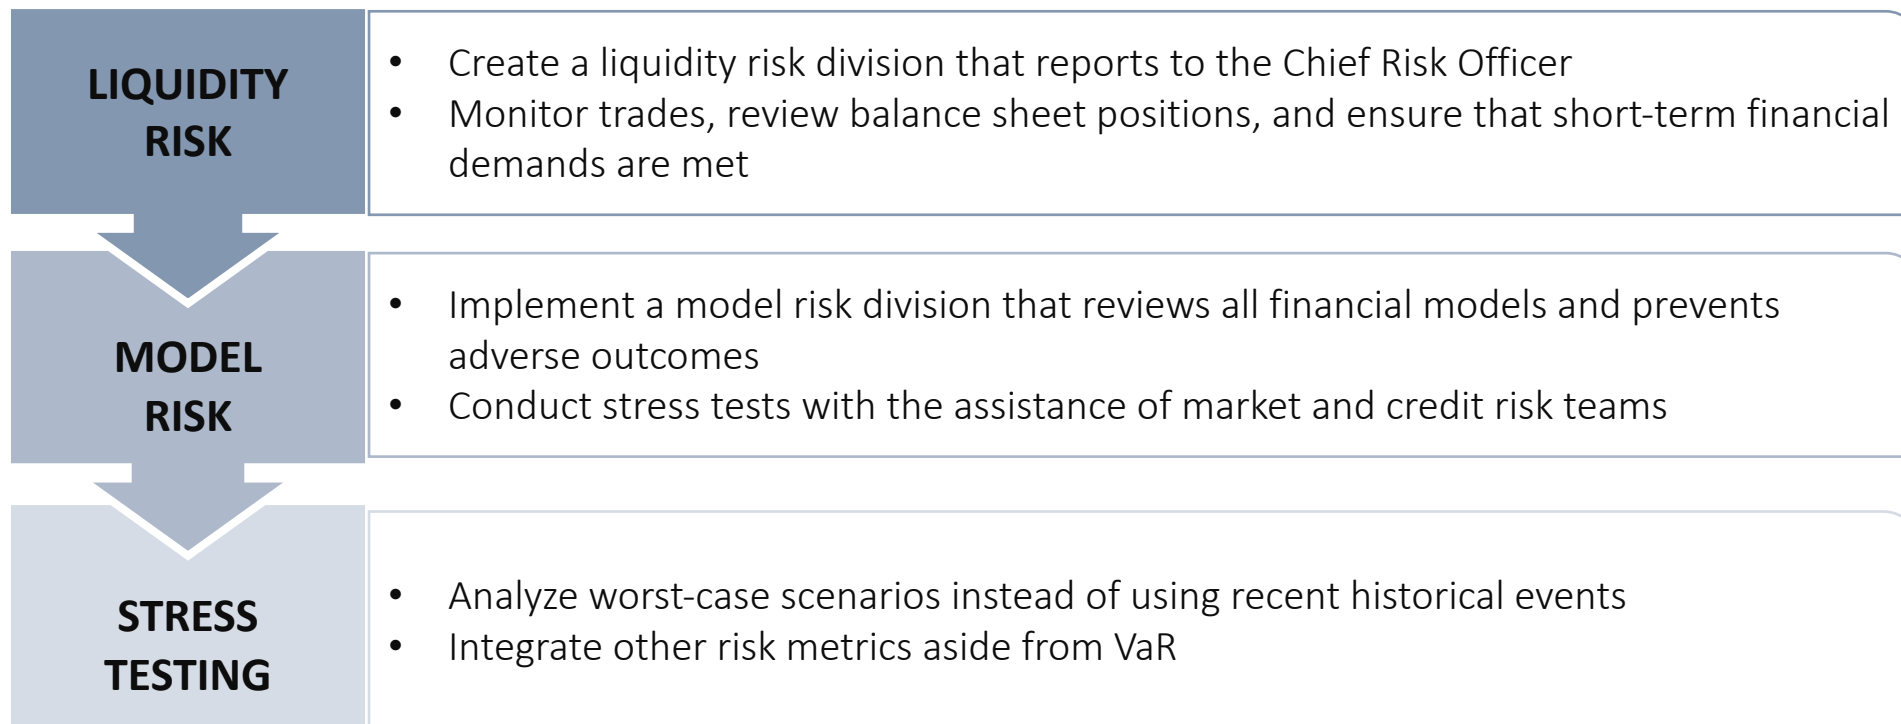 LIQUIDITY
RISK
• Create a liquidity risk division that reports to the Chief Risk Officer
• Monitor trades, review balance sheet positions, and ensure that short-term financial
demands are met
MODEL
RISK
• Implement a model risk division that reviews all financial models and prevents
adverse outcomes
• Conduct stress tests with the assistance of market and credit risk teams
STRESS
TESTING
• Analyze worst-case scenarios instead of using recent historical events
• Integrate other risk metrics aside from VaR